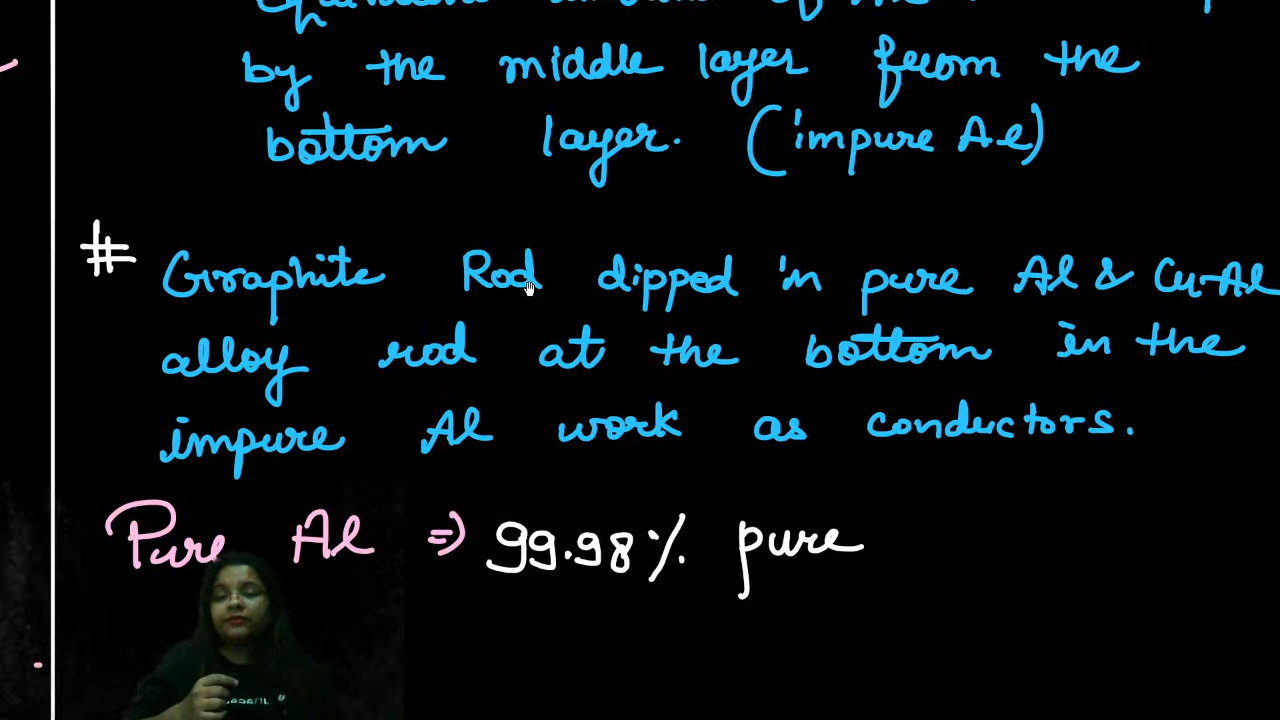 by the middle layer from the
bottom layer. (impure Al)
# Graphite Rod dipped in pure Al & Cu-Al
alloy rod at the bottom in the
impure Al work as conductors.
Pure Al ⇒ 99.98% pure